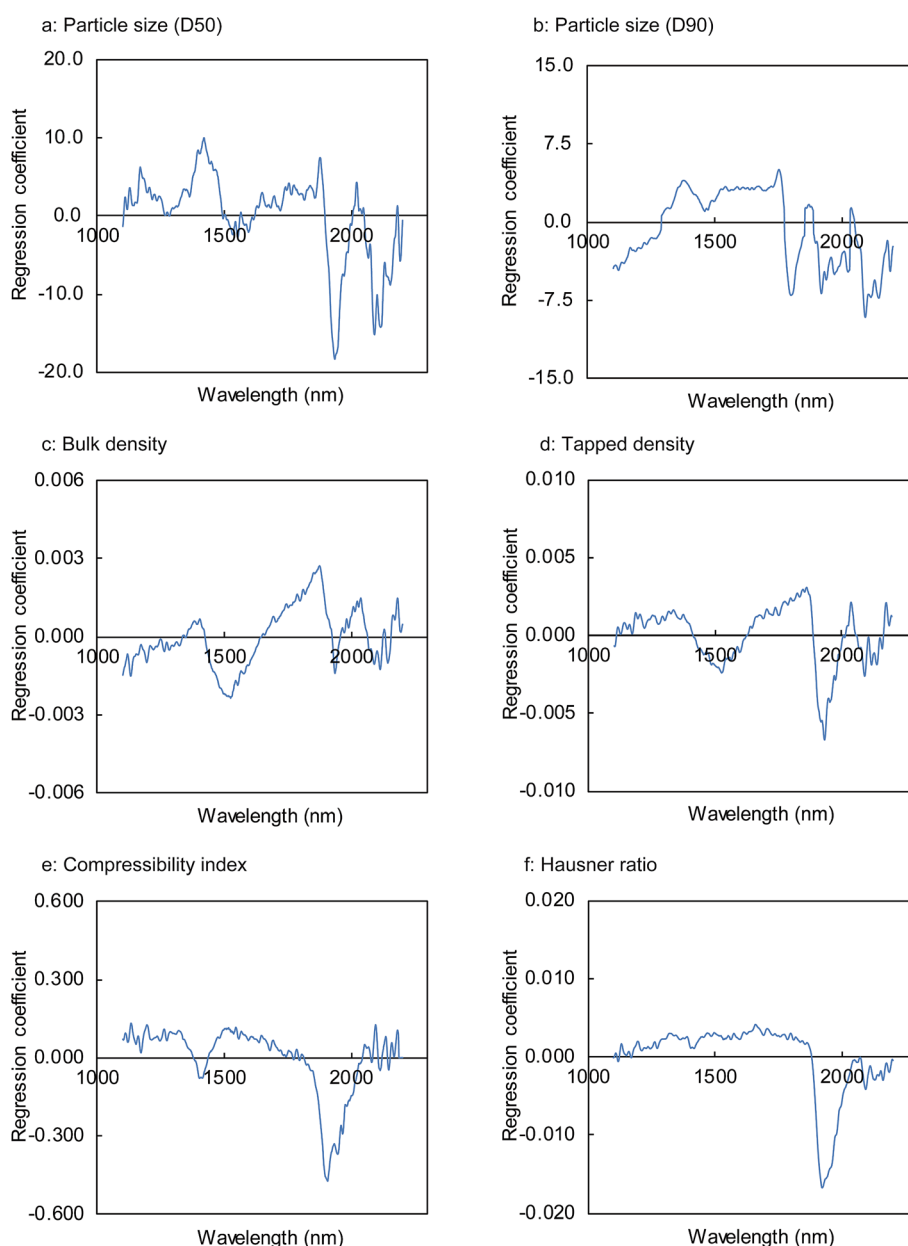 a: Particle size (D50)
20.0
10.0
0.0
-10.0
-20.0
1000
1500
2000
Regression coefficient
Wavelength (nm)
b: Particle size (D90)
15.0
7.5
0.0
-7.5
-15.0
1000
1500
2000
Regression coefficient
Wavelength (nm)
c: Bulk density
0.006
0.003
0.000
-0.003
-0.006
1000
1500
2000
Regression coefficient
Wavelength (nm)
d: Tapped density
0.010
0.005
0.000
-0.005
-0.010
1000
1500
2000
Regression coefficient
Wavelength (nm)
e: Compressibility index
0.600
0.300
0.000
-0.300
-0.600
1000
1500
2000
Regression coefficient
Wavelength (nm)
f: Hausner ratio
0.020
0.010
0.000
-0.010
-0.020
1000
1500
2000
Regression coefficient
Wavelength (nm)